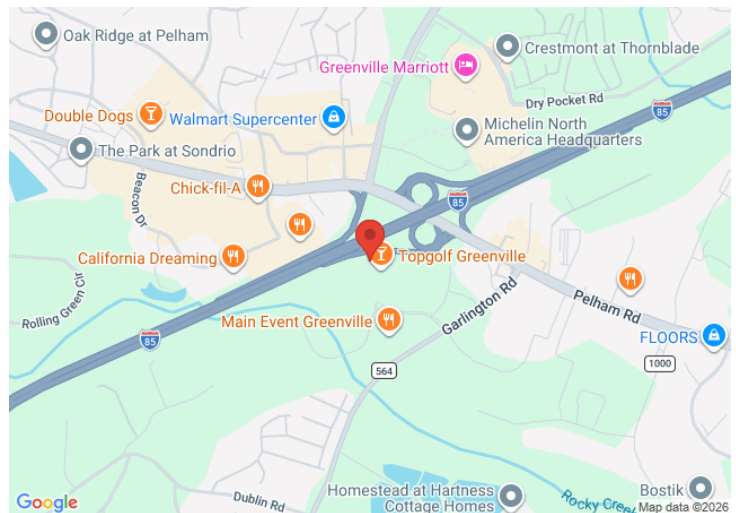 Oak Ridge at Pelham
Crestmont at Thornblade
Greenville Marriott
Dry Pocket Rd
85
Double Dogs
Walmart Supercenter
Michelin North
America Headquarters
The Park at Sondrio
Chick-fil-A
Beacon Dr
85
California Dreaming
Topgolf Greenville
Rolling Green Clr
Pelham Rd
Garlington Rd
Main Event Greenville
85
FLOORS
564
1000
Homestead at Hartness
Cottage Homes
Bostik
Dublin Rd
Rocky Creek
Google
Map data ©2026